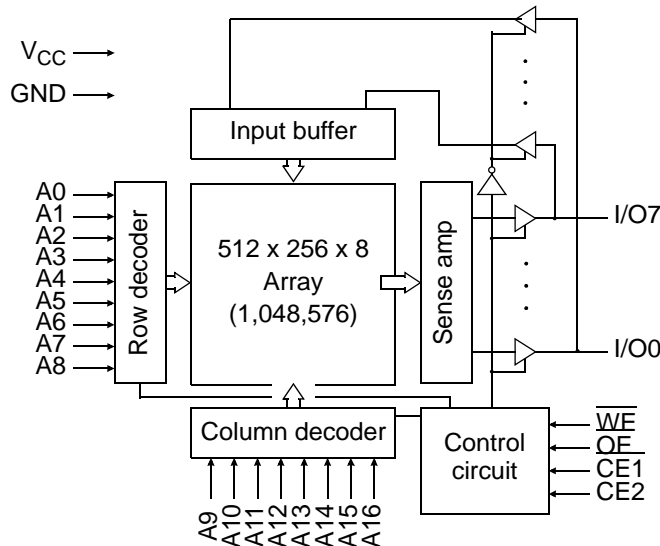 VCC
GND
Input buffer
A0
A1
A2
A3
A4
A5
A6
A7
A8
Row decoder
512 x 256 x 8
Array
(1,048,576)
Sense amp
I/O7
I/O0
Column decoder
Control
circuit
WE
OE
CE1
CE2
A9
A10
A11
A12
A13
A14
A15
A16